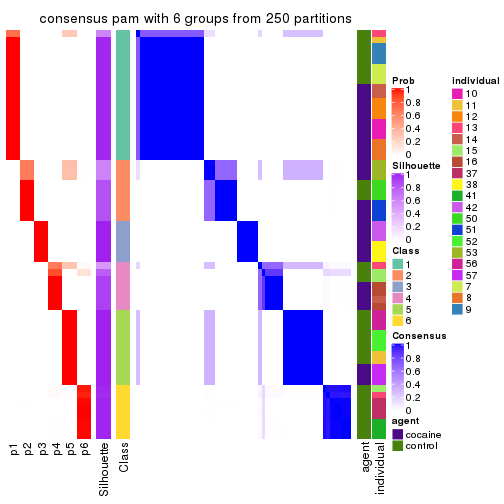 consensus pam with 6 groups from 250 partitions
p1
p2
p3
p4
p5
p6
Silhouette
Class
agent
individual
Prob
1
0.8
0.6
0.4
0.2
0
Silhouette
1
0.8
0.6
0.4
0.2
0
Class
1
2
3
4
5
6
Consensus
1
0.8
0.6
0.4
0.2
0
agent
cocaine
control
individual
10
11
12
13
14
15
16
37
38
41
42
50
51
52
53
56
57
7
8
9